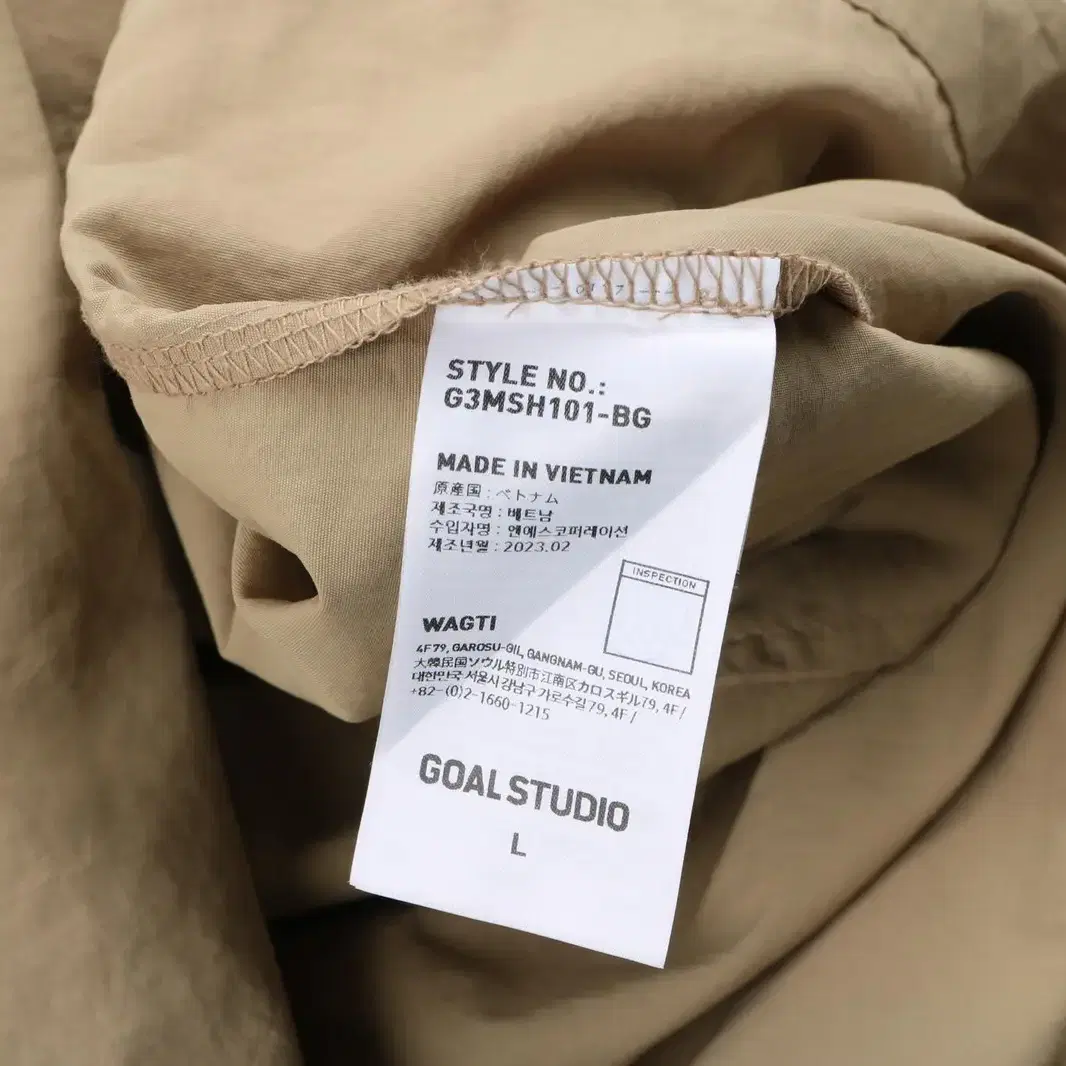 STYLE NO.:
G3MSH101-BG
MADE IN VIETNAM
原産国 : ベトナム
제조국명 : 베트남
수입자명 : 엔에스코퍼레이션
제조년월 : 2023.02
INSPECTION
WAGTI
4F79, GAROSU-GIL, GANGNAM-GU, SEOUL, KOREA
大韓民国ソウル特別市江南区カロスギル79, 4F/
대한민국 서울시 강남구 가로수길 79, 4F/
+82-(0)2-1660-1215
GOAL STUDIO
L